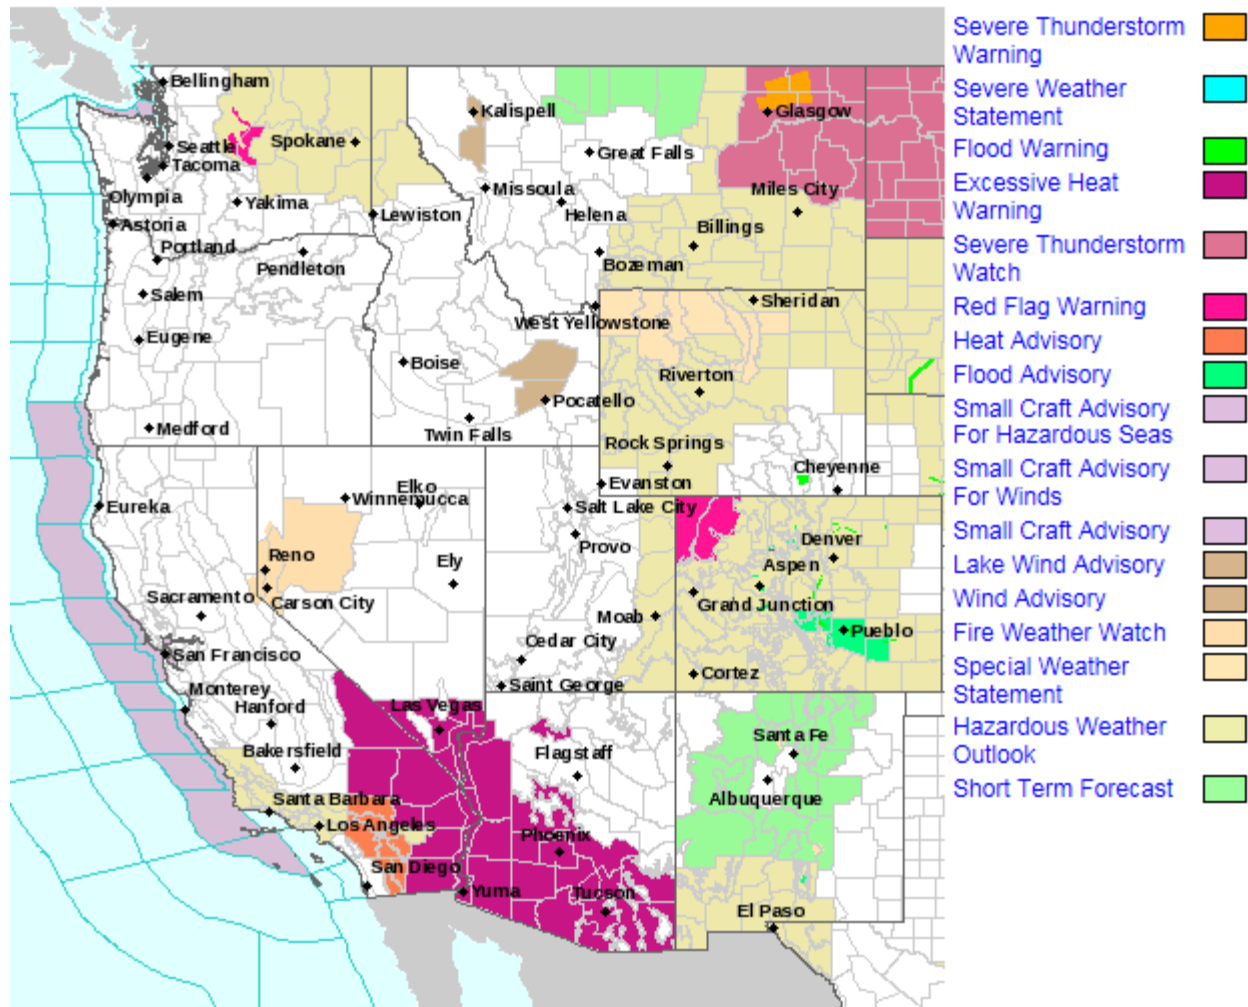 Bellingham
Seattle
Tacoma
Olympia
Yakima
Spokane
Astoria
Portland
Pendleton
Lewiston
Salem
Eugene
Medford
Kalispell
Great Falls
Missoula
Helena
Glasgow
Miles City
Billings
Bozeman
West Yellowstone
Sheridan
Boise
Pocatello
Twin Falls
Riverton
Rock Springs
Evanston
Cheyenne
Eureka
Winnemucca
Elko
Reno
Carson City
Ely
Sacramento
San Francisco
Monterey
Hanford
Bakersfield
Santa Barbara
Los Angeles
San Diego
Las Vegas
Salt Lake City
Provo
Moab
Cedar City
Saint George
Denver
Aspen
Grand Junction
Pueblo
Cortez
Flagstaff
Phoenix
Yuma
Tucson
Santa Fe
Albuquerque
El Paso
Severe Thunderstorm
Warning
Severe Weather
Statement
Flood Warning
Excessive Heat
Warning
Severe Thunderstorm
Watch
Red Flag Warning
Heat Advisory
Flood Advisory
Small Craft Advisory
For Hazardous Seas
Small Craft Advisory
For Winds
Small Craft Advisory
Lake Wind Advisory
Wind Advisory
Fire Weather Watch
Special Weather
Statement
Hazardous Weather
Outlook
Short Term Forecast